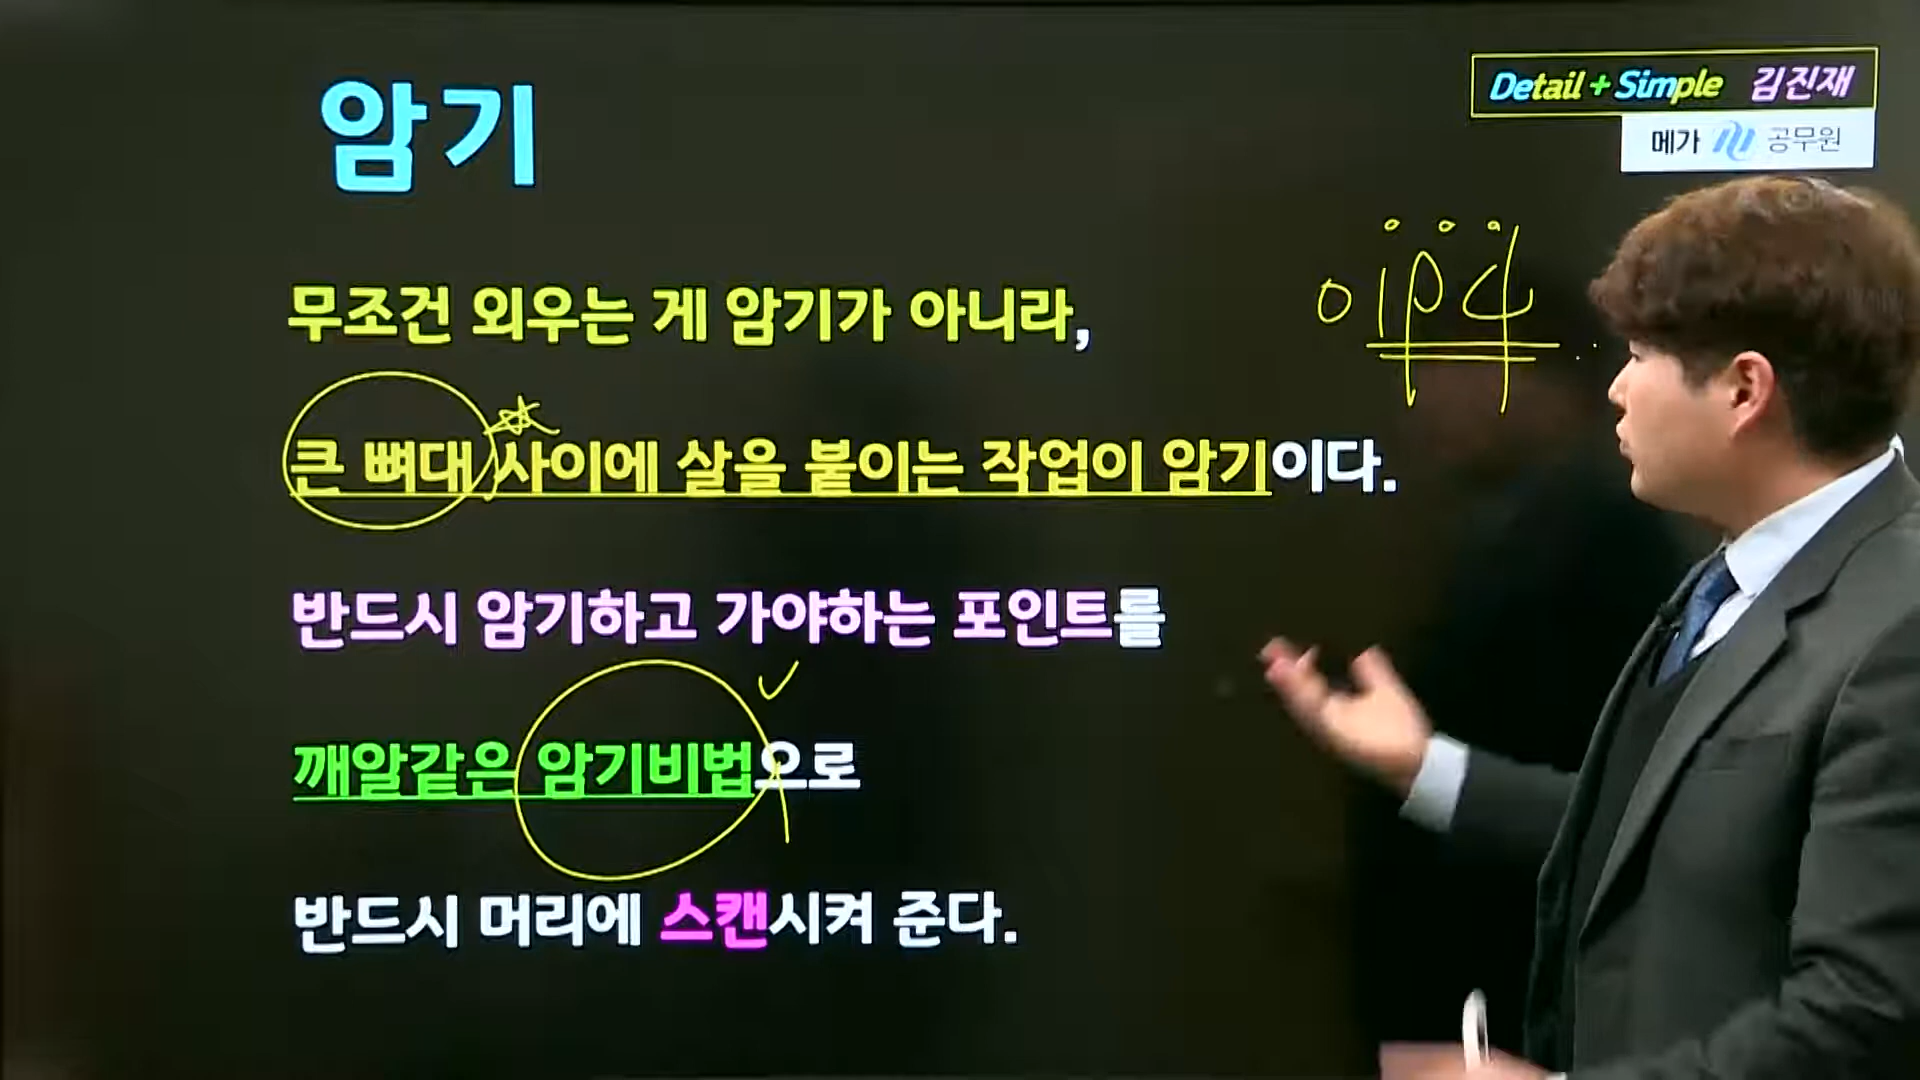 암기
Detail + Simple 김진재
메가 공무원
무조건 외우는 게 암기가 아니라,
큰 뼈대 사이에 살을 붙이는 작업이 암기이다.
반드시 암기하고 가야하는 포인트를
깨알같은 암기비법으로
반드시 머리에 스캔시켜 준다.